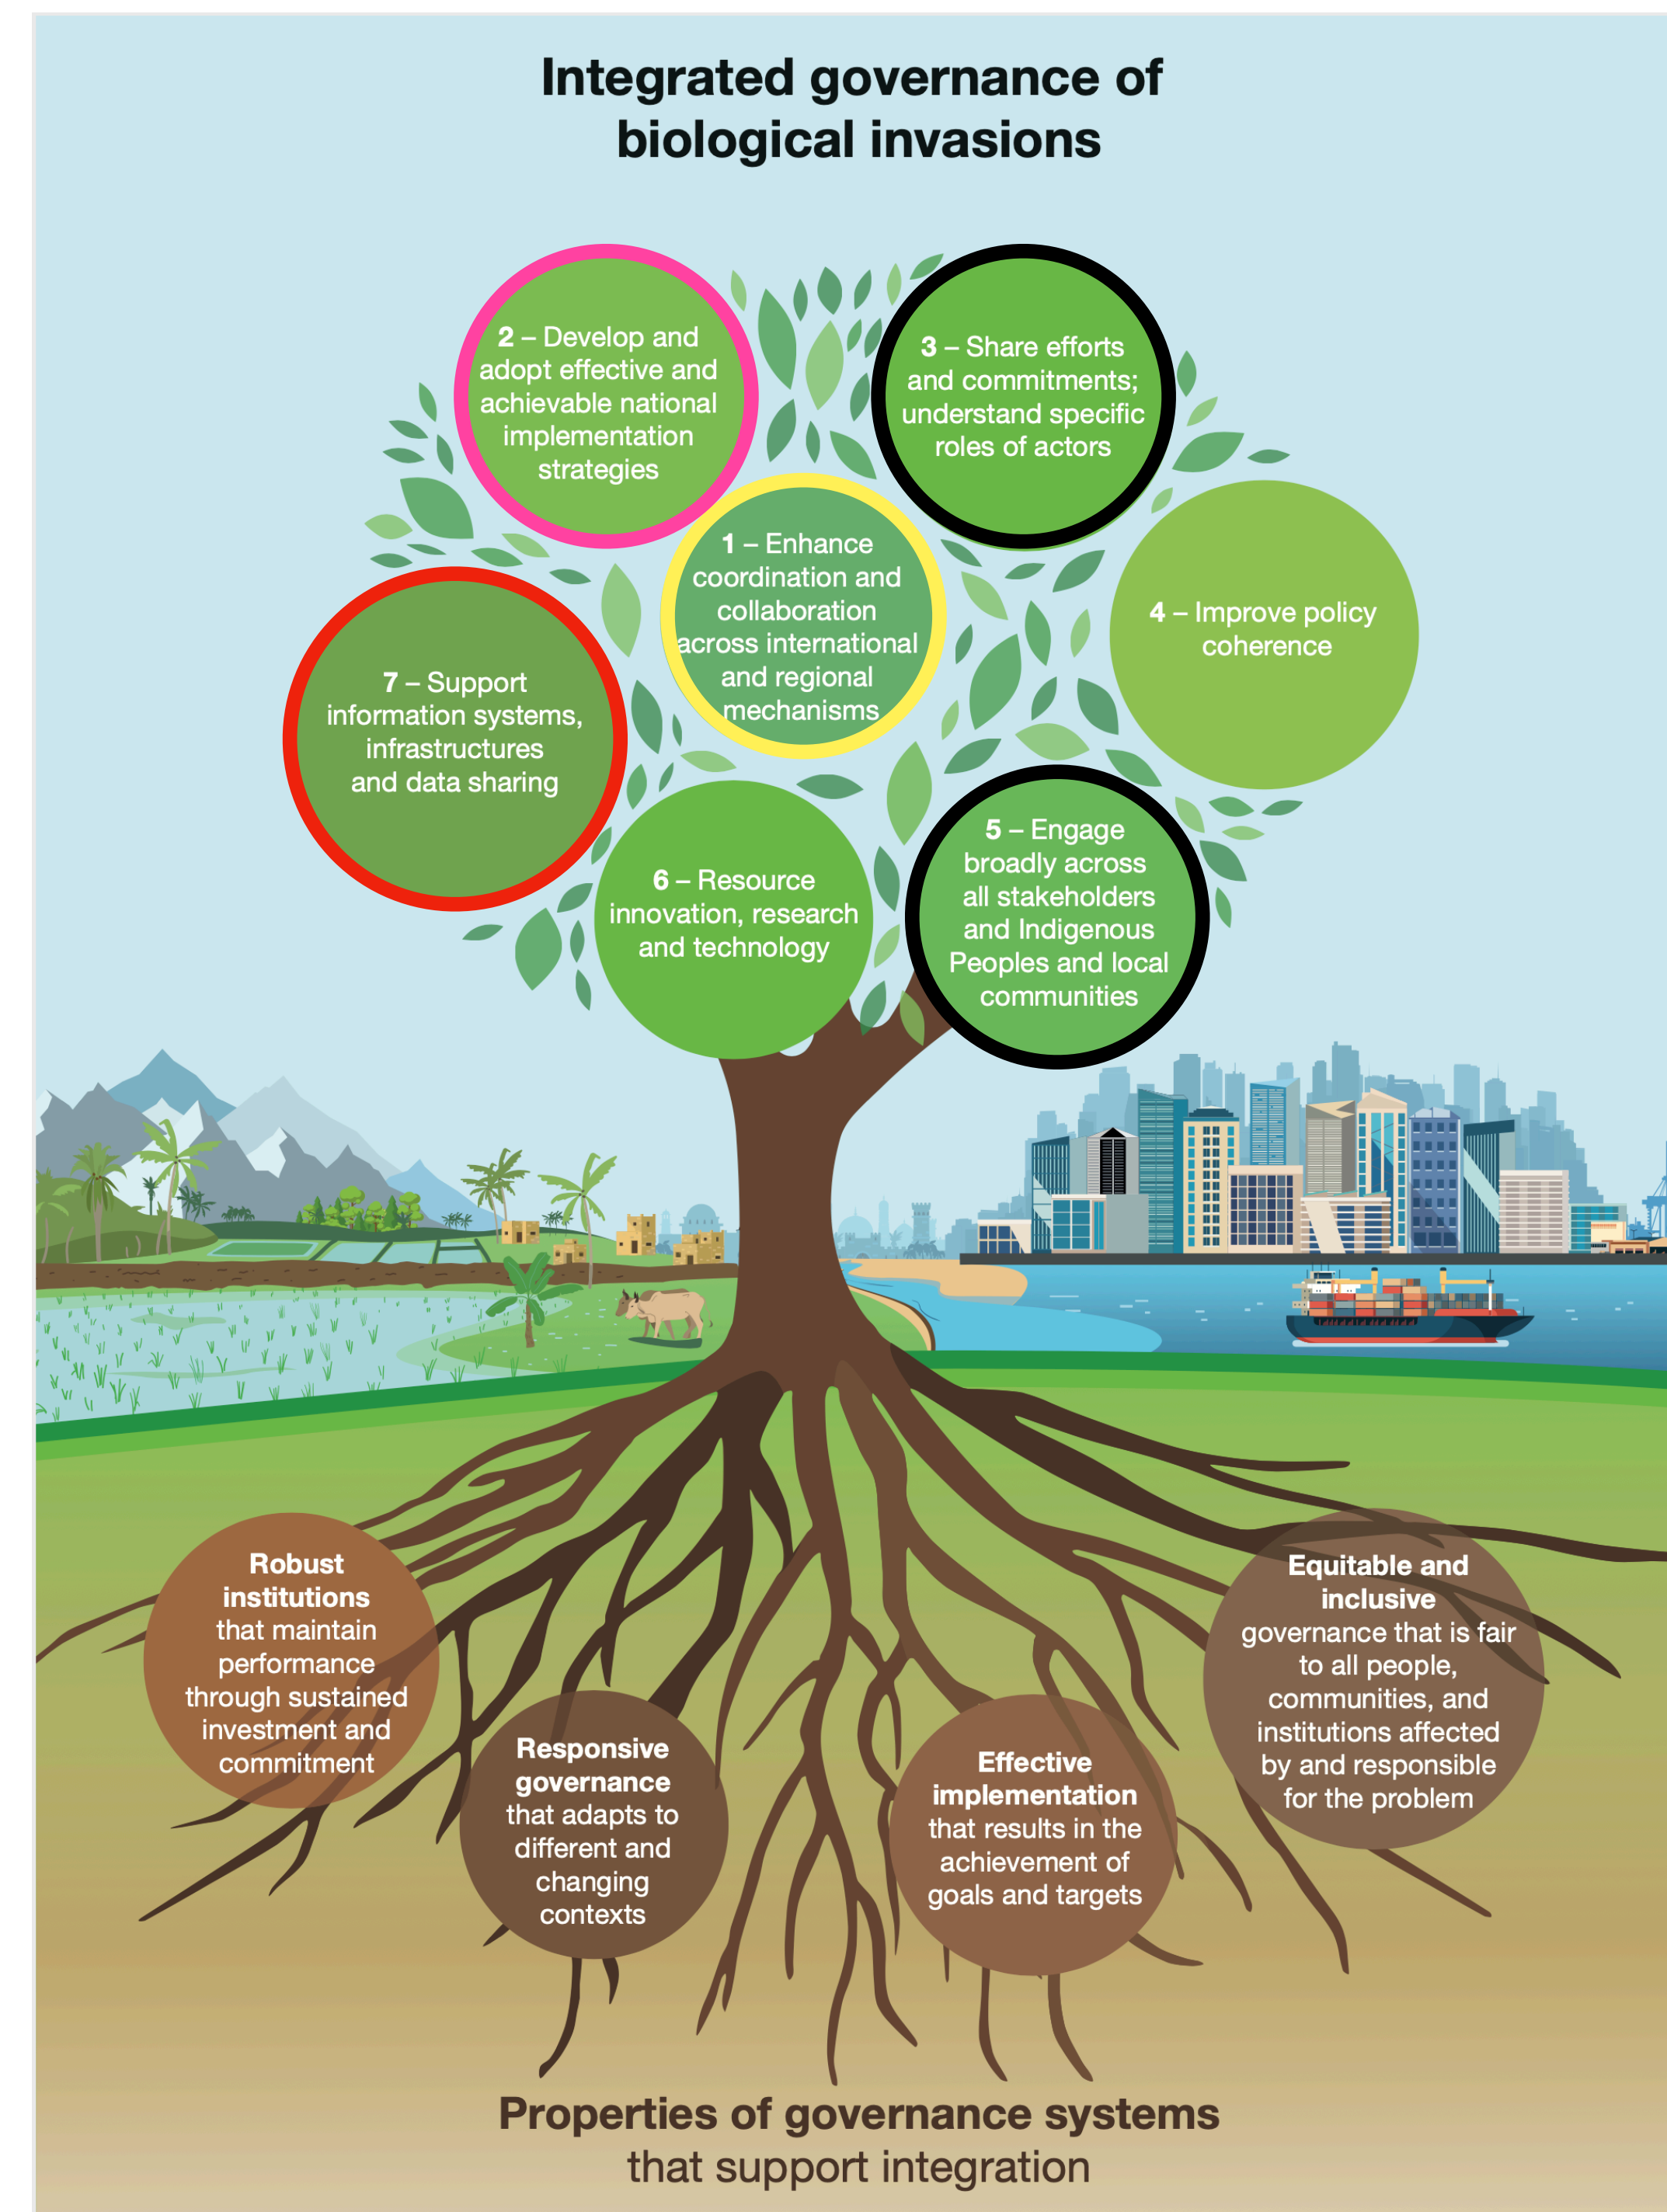 Integrated governance of
biological invasions
2 – Develop and
adopt effective and
achievable national
implementation
strategies
3 – Share efforts
and commitments;
understand specific
roles of actors
1 – Enhance
coordination and
collaboration
across international
and regional
mechanisms
4 – Improve policy
coherence
7 – Support
information systems,
infrastructures
and data sharing
6 – Resource
innovation, research
and technology
5 – Engage
broadly across
all stakeholders
and Indigenous
Peoples and local
communities
Robust
institutions
that maintain
performance
through sustained
investment and
commitment
Responsive
governance
that adapts to
different and
changing
contexts
Effective
implementation
that results in the
achievement of
goals and targets
Equitable and
inclusive
governance that is fair
to all people,
communities, and
institutions affected
by and responsible
for the problem
Properties of governance systems
that support integration